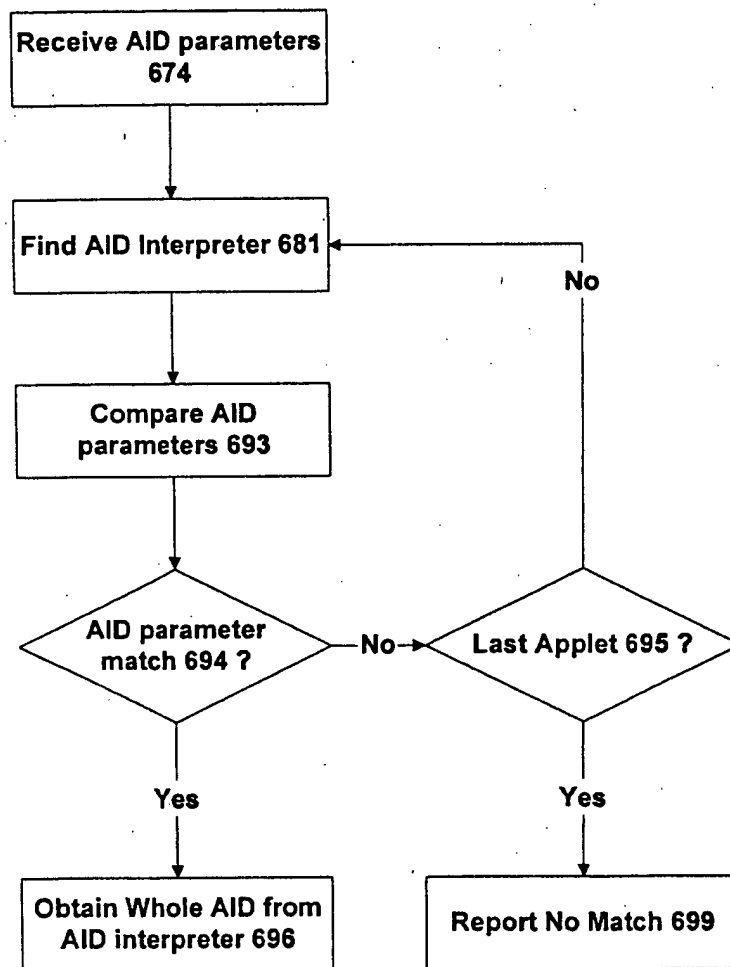 Receive AID parameters
674
Find AID Interpreter 681
No
Compare AID
parameters 693
AID parameter
match 694 ?
No
Last Applet 695 ?
Yes
Yes
Obtain Whole AID from
AID interpreter 696
Report No Match 699